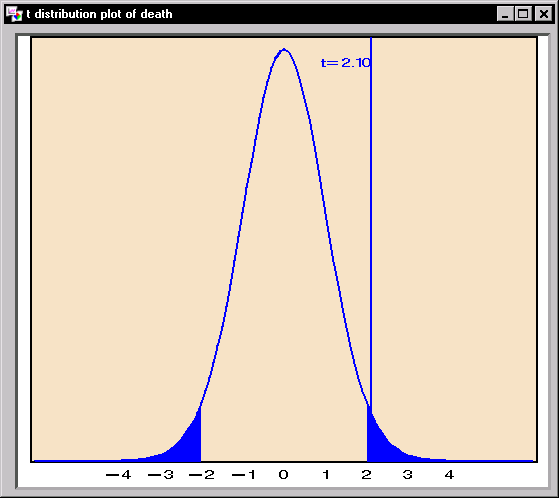 t distribution plot of death
t=2.10
-4 -3 -2 -1 0 1 2 3 4